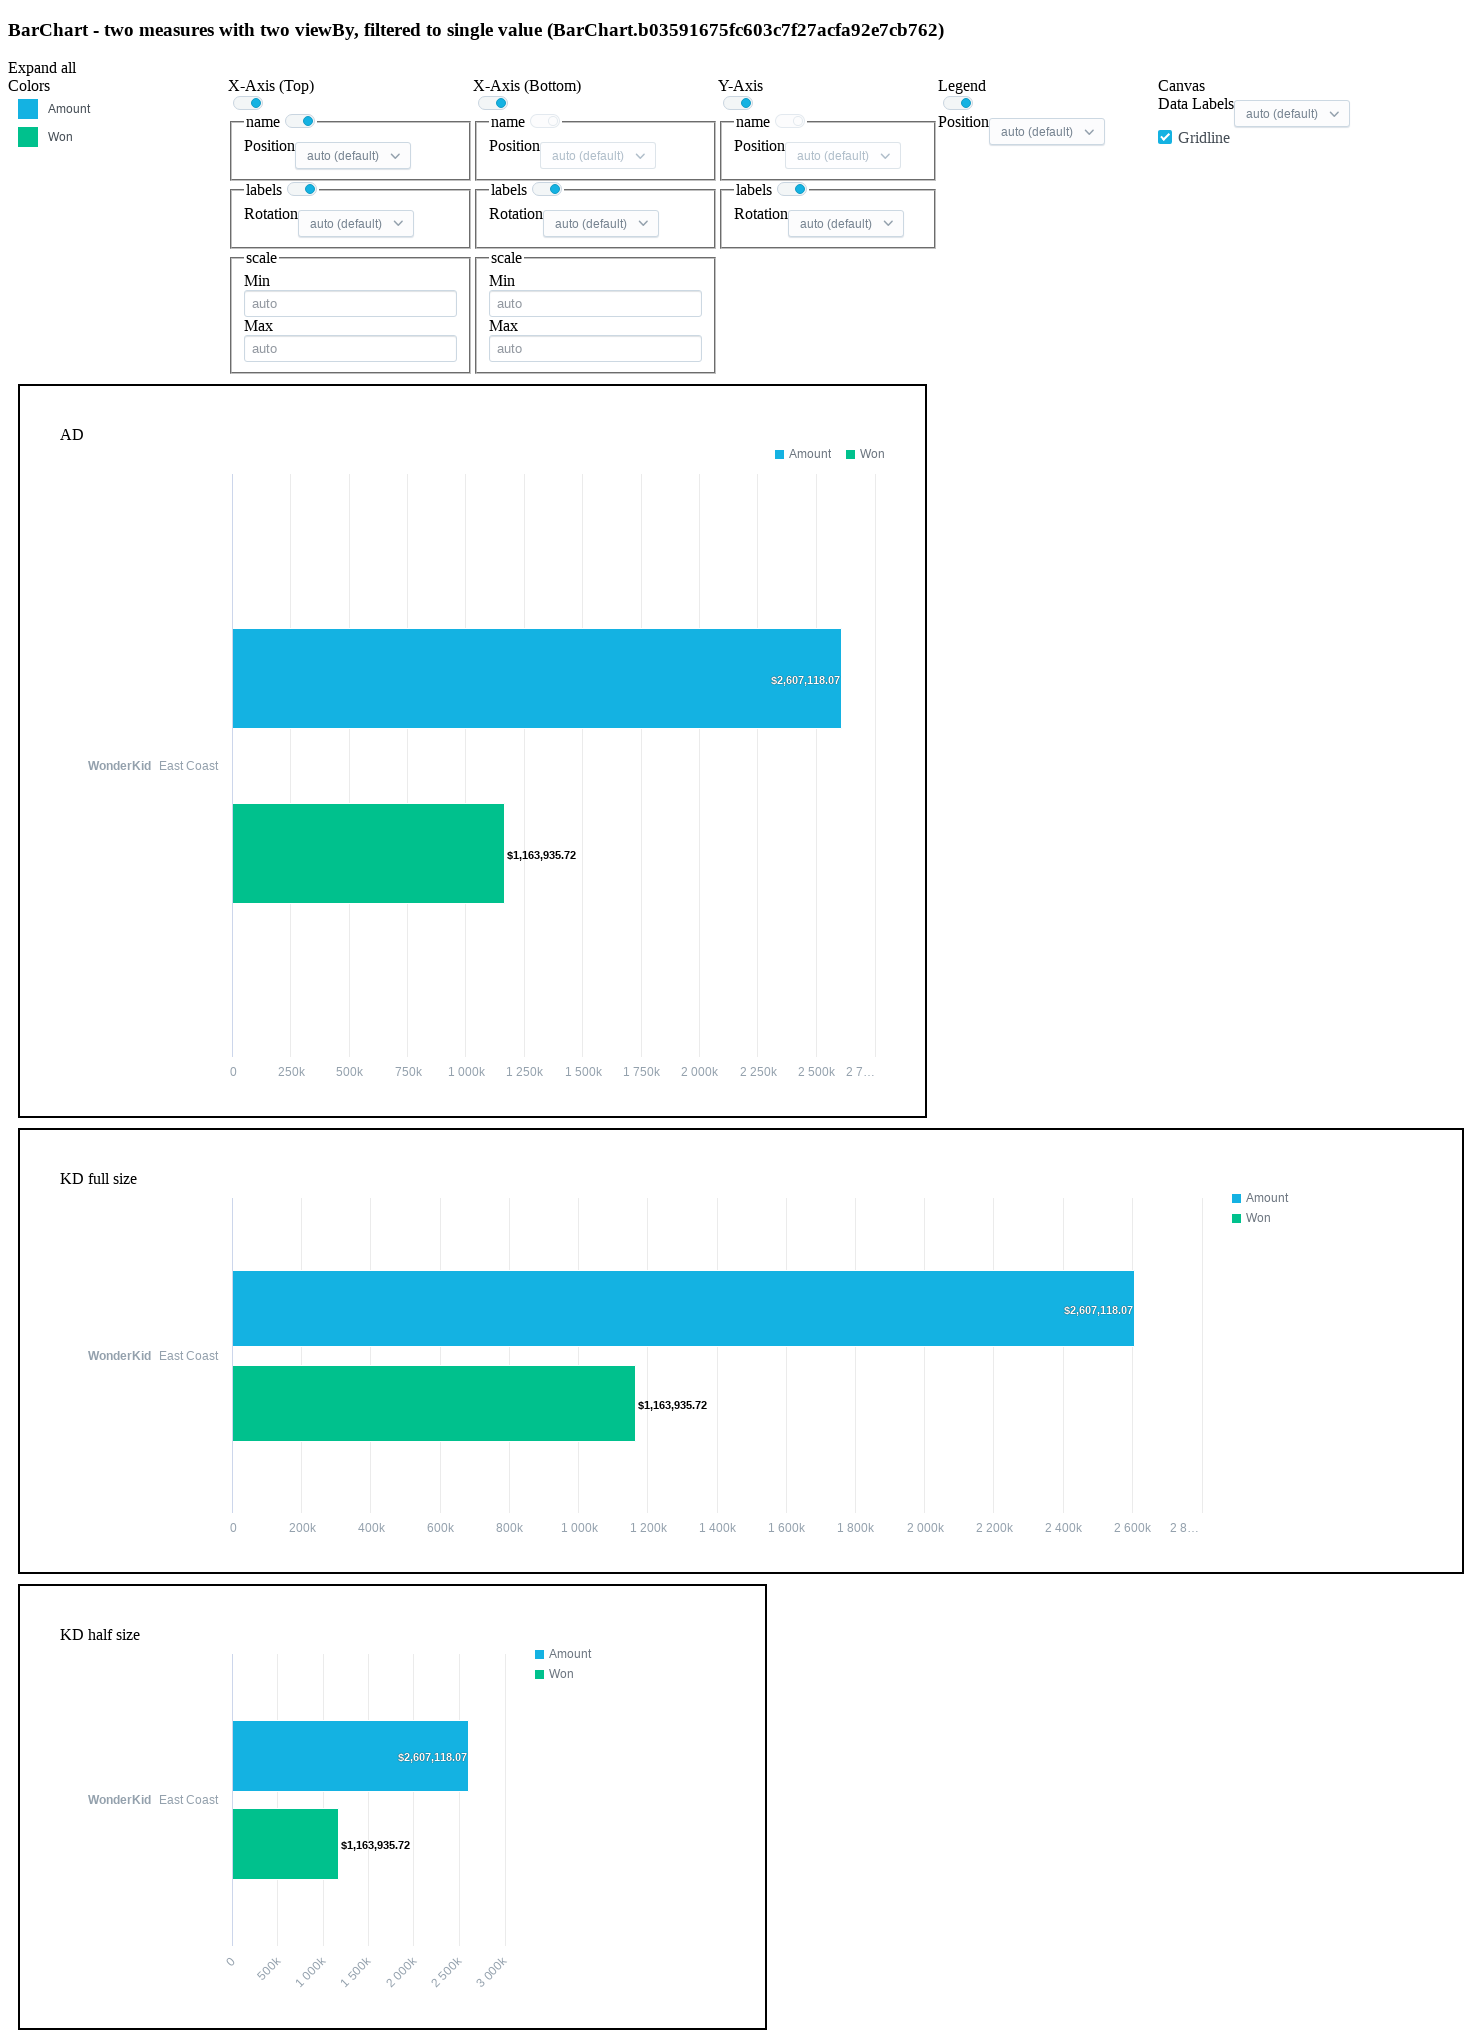 BarChart - two measures with two viewBy, filtered to single value (BarChart.b03591675fc603c7f27acfa92e7cb762)
Expand all
Colors
Amount
Won
X-Axis (Top)
name
Position auto (default)
labels
Rotation auto (default)
scale
Min
auto
Max
auto
X-Axis (Bottom)
name
Position auto (default)
labels
Rotation auto (default)
scale
Min
auto
Max
auto
Y-Axis
name
Position auto (default)
labels
Rotation auto (default)
Legend
Position auto (default)
Canvas
Data Labels auto (default)
Gridline
AD
Amount Won
$2,607,118.07
WonderKid East Coast
$1,163,935.72
0 250k 500k 750k 1 000k 1 250k 1 500k 1 750k 2 000k 2 250k 2 500k 2 7…
KD full size
Amount
Won
$2,607,118.07
WonderKid East Coast
$1,163,935.72
0 200k 400k 600k 800k 1 000k 1 200k 1 400k 1 600k 1 800k 2 000k 2 200k 2 400k 2 600k 2 8…
KD half size
Amount
Won
$2,607,118.07
WonderKid East Coast
$1,163,935.72
0 500k 1 000k 1 500k 2 000k 2 500k 3 000k